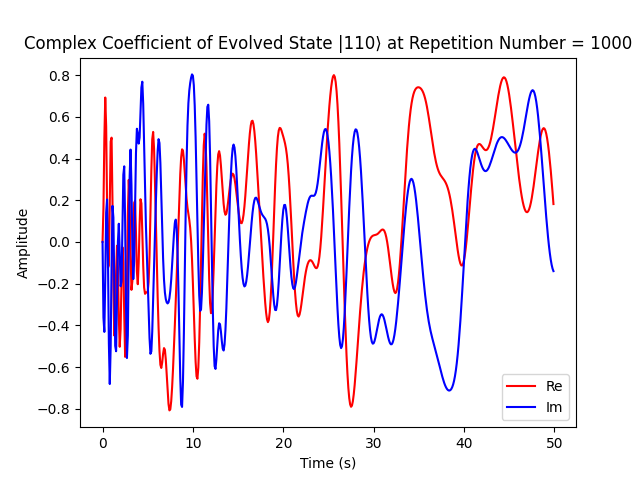 Complex Coefficient of Evolved State |110⟩ at Repetition Number = 1000
0.8
0.6
0.4
0.2
0.0
−0.2
−0.4
−0.6
−0.8
Amplitude
0 10 20 30 40 50
Time (s)
Re
Im